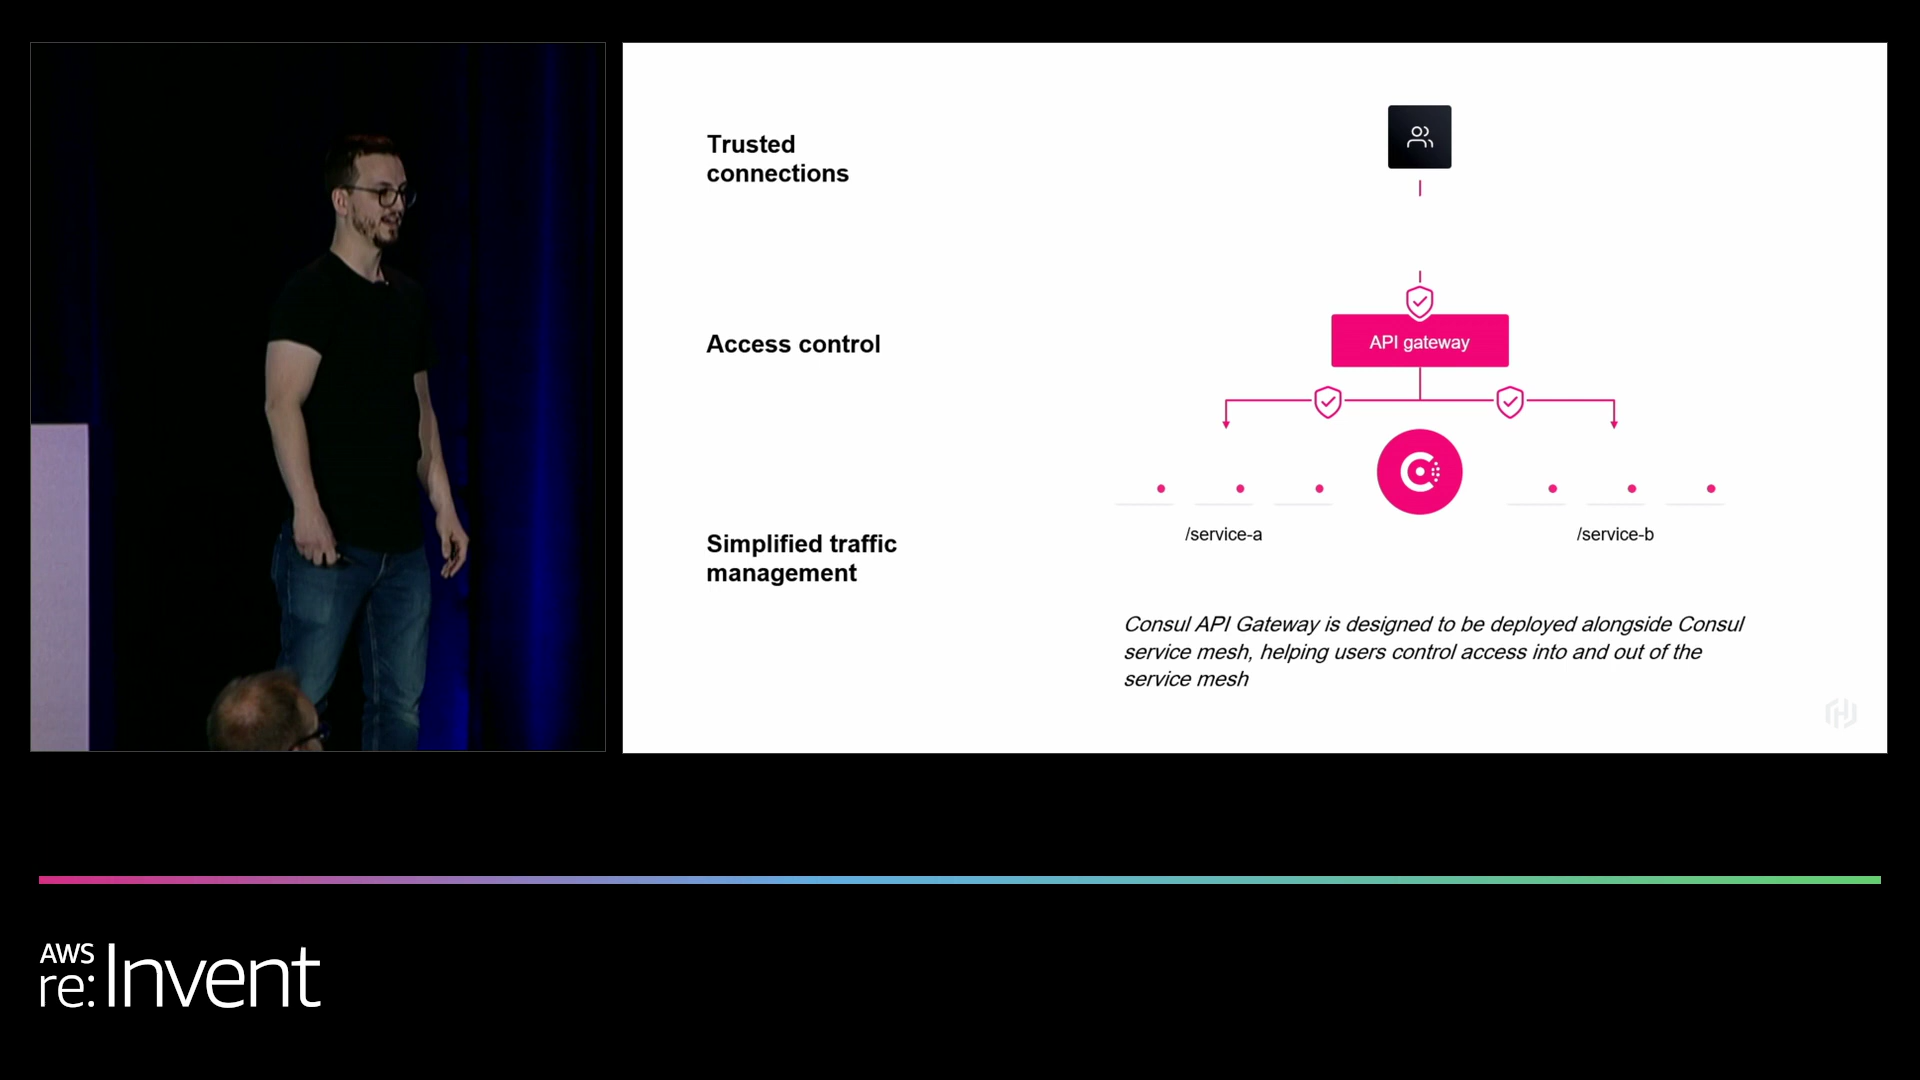 Trusted
connections
Access control
Simplified traffic
management
API gateway
/service-a
/service-b
Consul API Gateway is designed to be deployed alongside Consul
service mesh, helping users control access into and out of the
service mesh
AWS
re:Invent